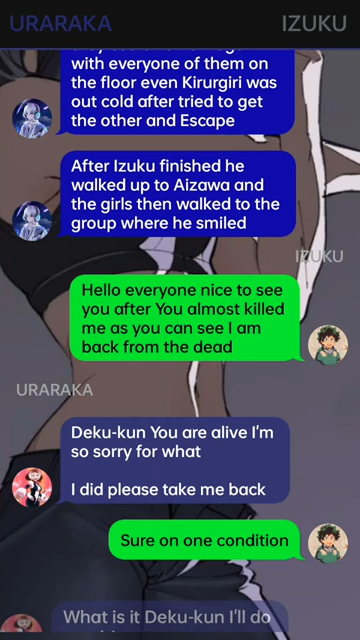 URARAKA
IZUKU
with everyone of them on
the floor even Kirurgiri was
out cold after tried to get
the other and Escape
After Izuku finished he
walked up to Aizawa and
the girls then walked to the
group where he smiled
IZUKU
Hello everyone nice to see
you after You almost killed
me as you can see I am
back from the dead
URARAKA
Deku-kun You are alive I'm
so sorry for what
I did please take me back
Sure on one condition
What is it Deku-kun I'll do